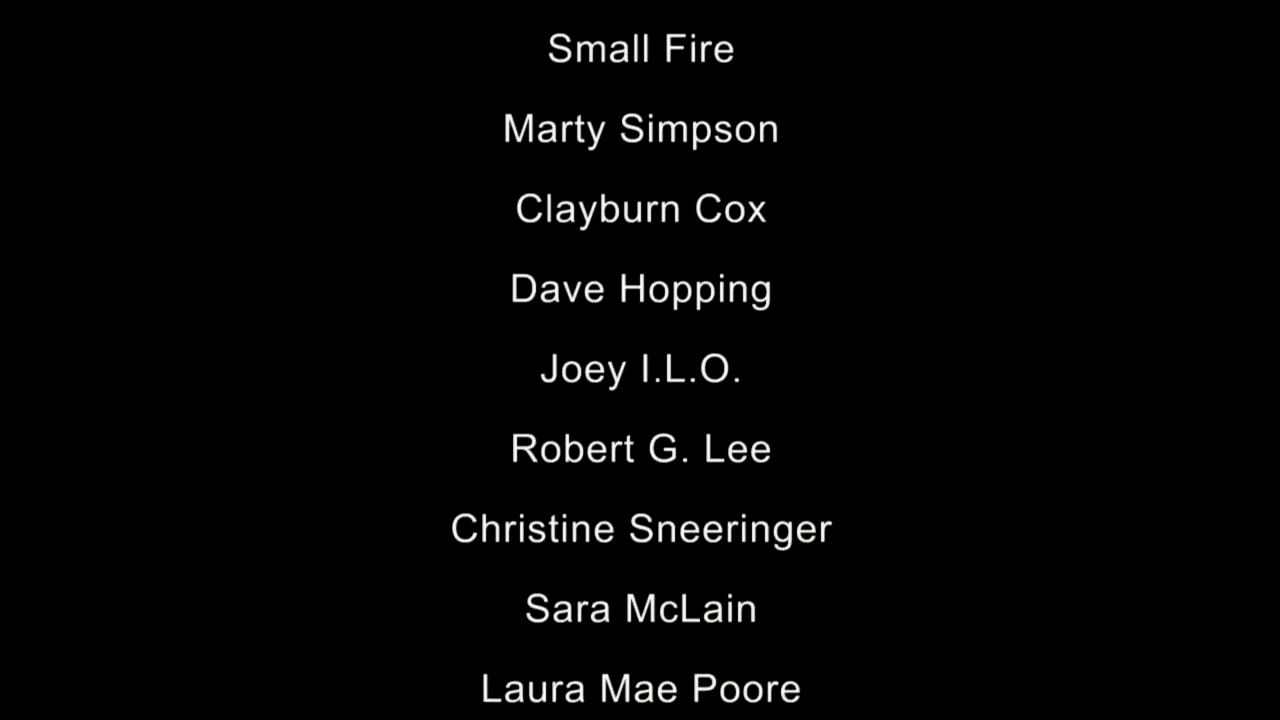 Small Fire
Marty Simpson
Clayburn Cox
Dave Hopping
Joey I.L.O.
Robert G. Lee
Christine Sneeringer
Sara McLain
Laura Mae Poore